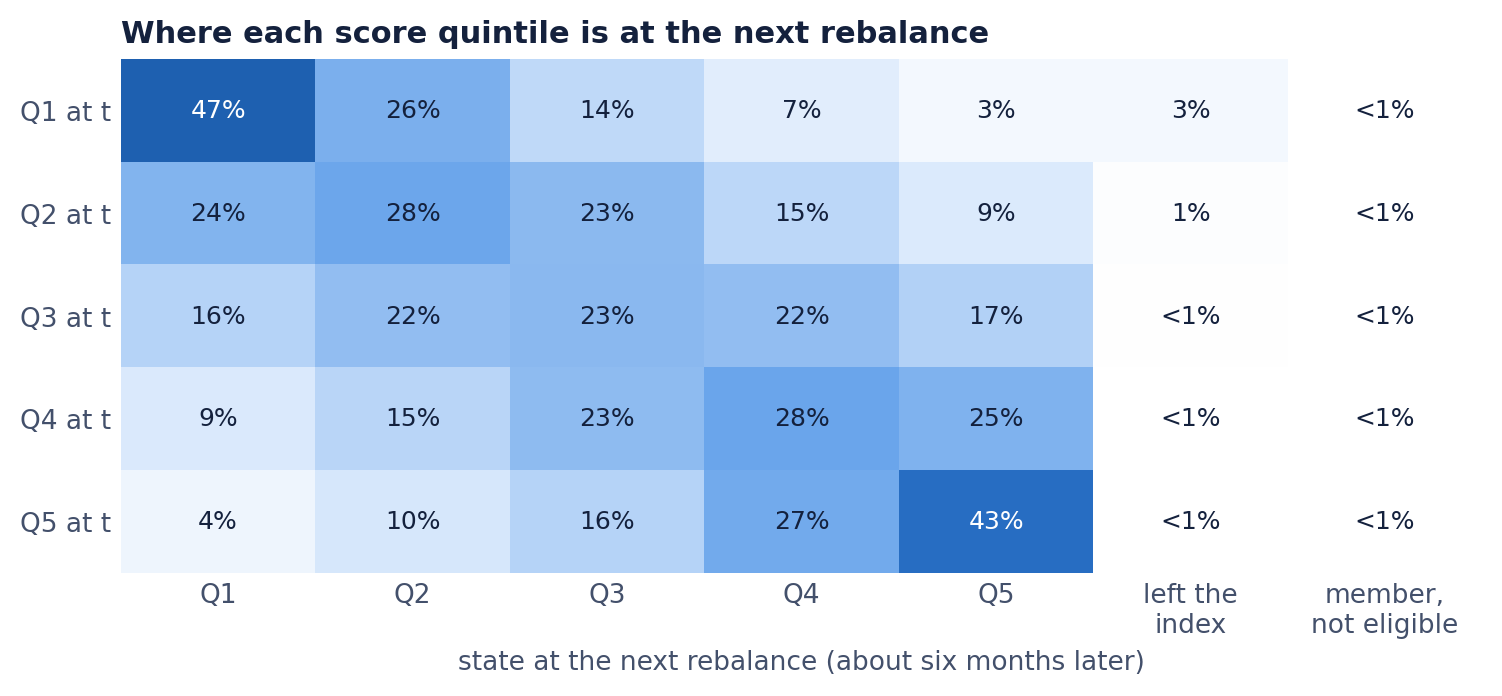 Where each score quintile is at the next rebalance
Q1 at t 47% 26% 14% 7% 3% 3% <1%
Q2 at t 24% 28% 23% 15% 9% 1% <1%
Q3 at t 16% 22% 23% 22% 17% <1% <1%
Q4 at t 9% 15% 23% 28% 25% <1% <1%
Q5 at t 4% 10% 16% 27% 43% <1% <1%
Q1 Q2 Q3 Q4 Q5 left the member,
index not eligible
state at the next rebalance (about six months later)